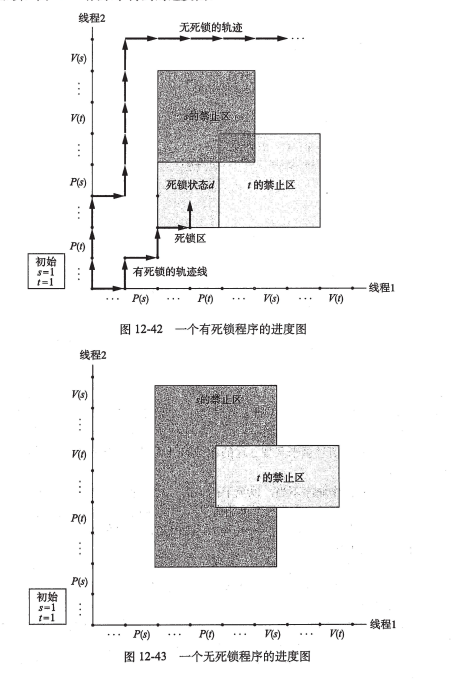 线程2
无死锁的轨迹
V(s)
V(t)
s的禁止区
P(s)
死锁状态d
t 的禁止区
死锁区
P(t)
初始
s=1
t=1
有死锁的轨迹线
线程1
··· P(s) ··· P(t) ··· V(s) ··· V(t)
图 12-42 一个有死锁程序的进度图
线程2
V(s)
s的禁止区
V(t)
t 的禁止区
P(t)
P(s)
初始
s=1
t=1
线程1
··· P(s) ··· P(t) ··· V(s) ··· V(t)
图 12-43 一个无死锁程序的进度图